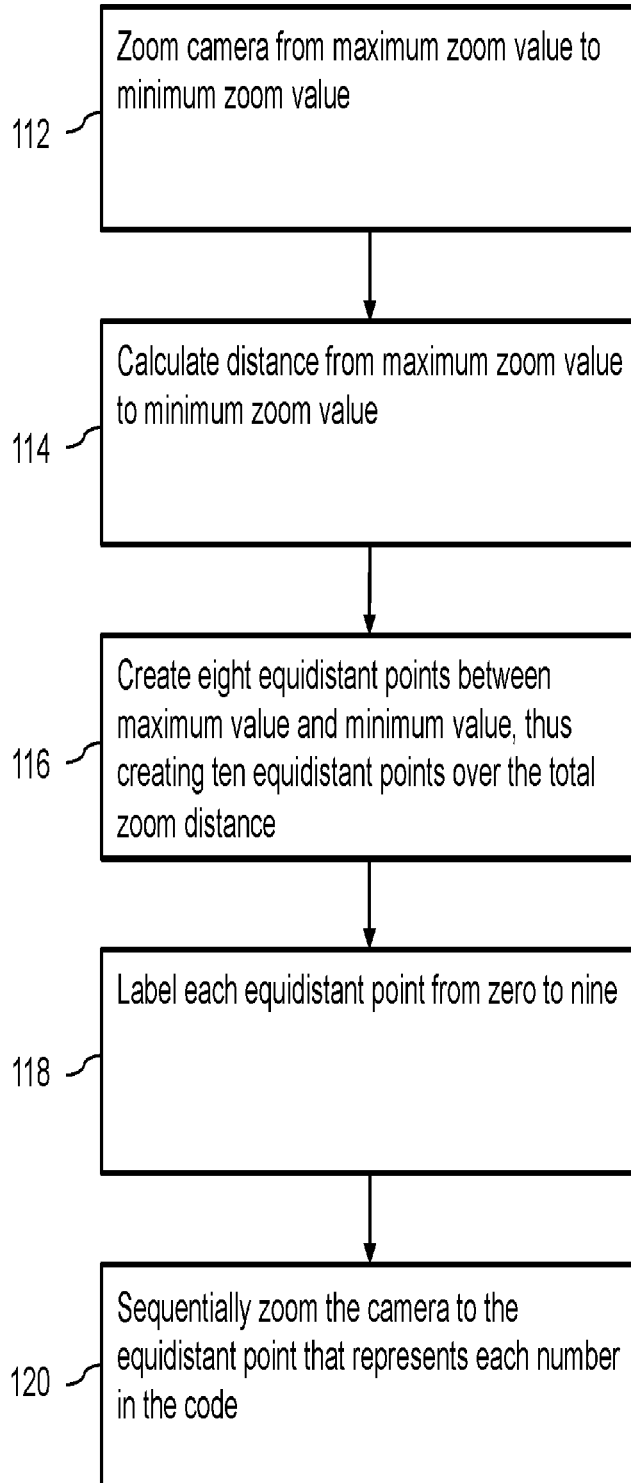 Zoom camera from maximum zoom value to
minimum zoom value
112
Calculate distance from maximum zoom value
to minimum zoom value
114
Create eight equidistant points between
maximum value and minimum value, thus
creating ten equidistant points over the total
zoom distance
116
Label each equidistant point from zero to nine
118
Sequentially zoom the camera to the
equidistant point that represents each number
in the code
120